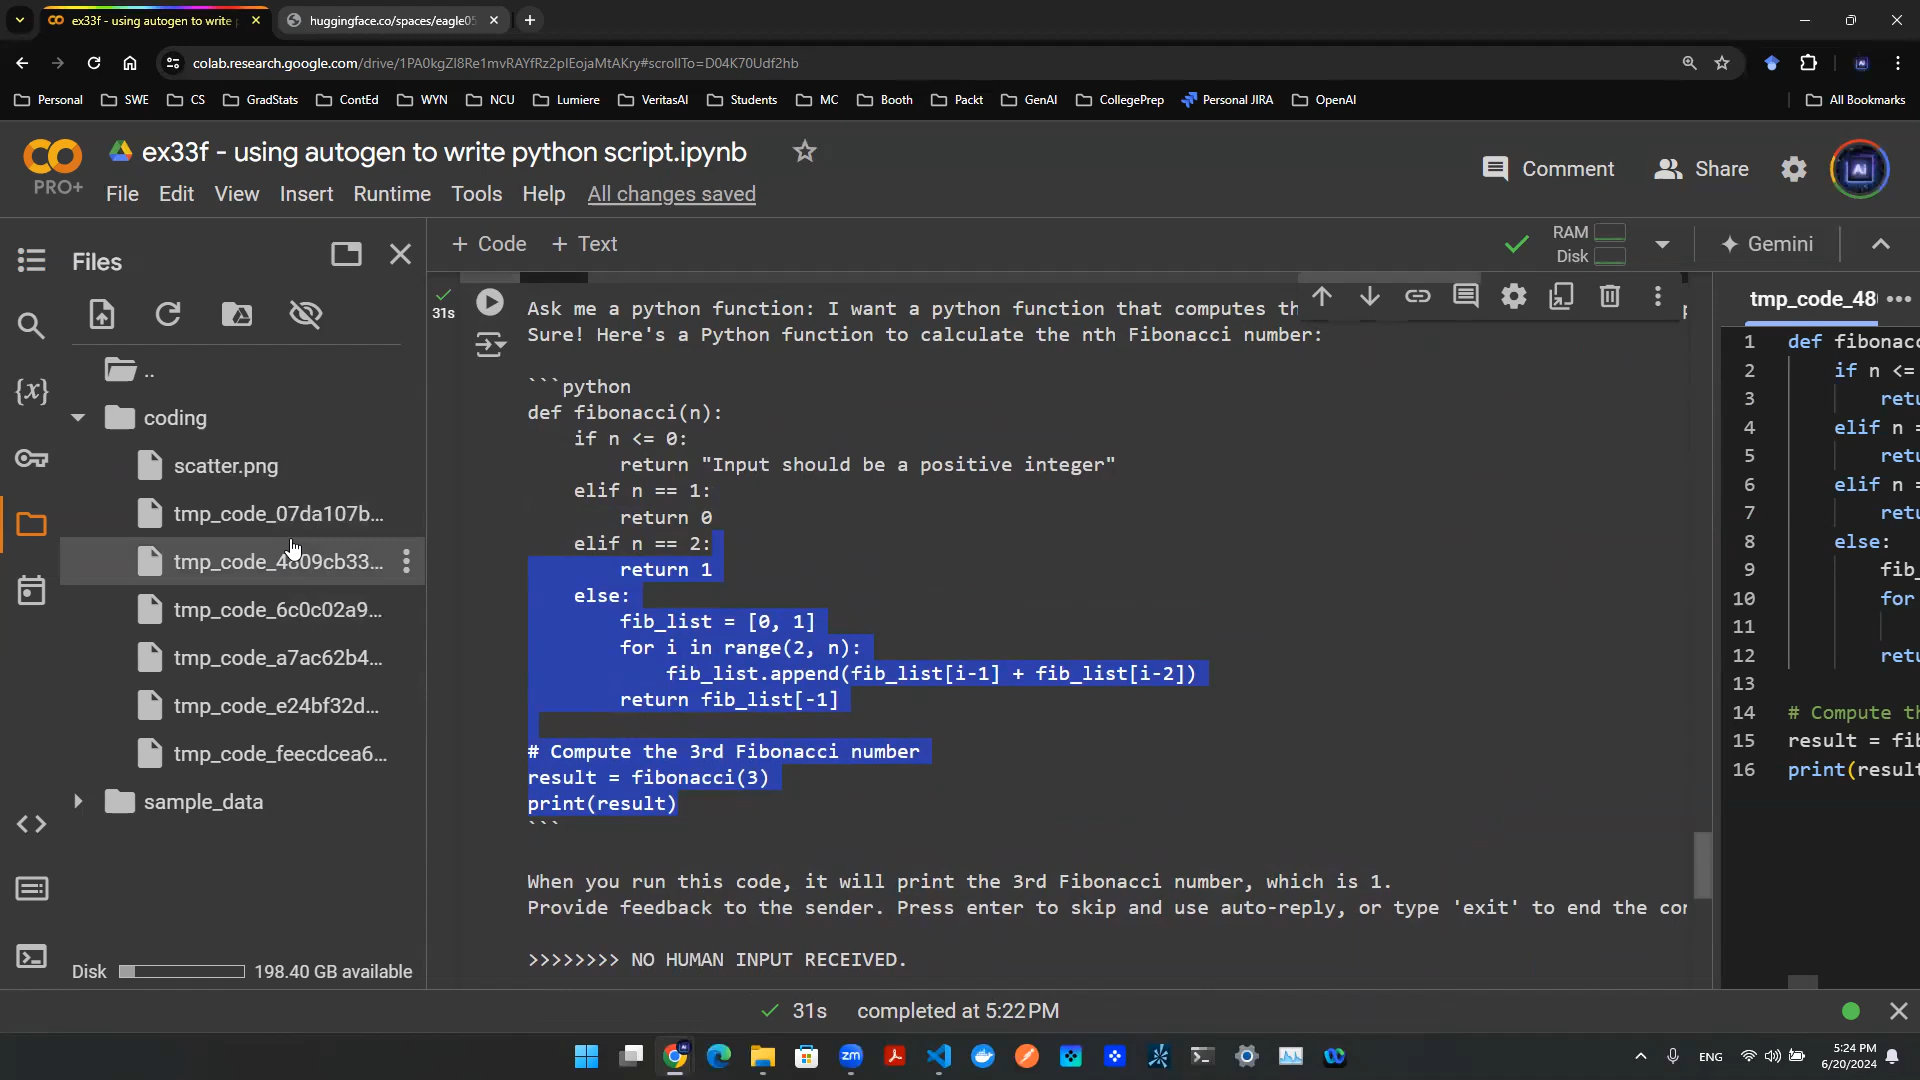 ex33f - using autogen to write
huggingface.co/spaces/eagle05
colab.research.google.com/drive/1PA0kgZl8Re1mvRAYfRz2pIEojaMtAKry#scrollTo=D04K70Udf2hb
Personal SWE CS GradStats ContEd WYN NCU Lumiere VeritasAI Students MC Booth Packt GenAI CollegePrep Personal JIRA OpenAI All Bookmarks
CO ex33f - using autogen to write python script.ipynb
PRO+ File Edit View Insert Runtime Tools Help All changes saved
Comment Share AI
Files
+ Code + Text
RAM
Disk
Gemini
..
coding
scatter.png
tmp_code_07da107b...
tmp_code_4809cb33...
tmp_code_6c0c02a9...
tmp_code_a7ac62b4...
tmp_code_e24bf32d...
tmp_code_feecdcea6...
sample_data
Disk 198.40 GB available
31s
Ask me a python function: I want a python function that computes th
Sure! Here's a Python function to calculate the nth Fibonacci number:
```python
def fibonacci(n):
    if n <= 0:
        return "Input should be a positive integer"
    elif n == 1:
        return 0
    elif n == 2:
        return 1
    else:
        fib_list = [0, 1]
        for i in range(2, n):
            fib_list.append(fib_list[i-1] + fib_list[i-2])
        return fib_list[-1]
# Compute the 3rd Fibonacci number
result = fibonacci(3)
print(result)
```
When you run this code, it will print the 3rd Fibonacci number, which is 1.
Provide feedback to the sender. Press enter to skip and use auto-reply, or type 'exit' to end the cor
>>>>>>>> NO HUMAN INPUT RECEIVED.
tmp_code_48
1 def fibonacc
2 if n <=
3 retu
4 elif n =
5 retu
6 elif n =
7 retu
8 else:
9 fib_
10 for
11
12 retu
13
14 # Compute th
15 result = fib
16 print(result
31s completed at 5:22 PM
ENG
5:24 PM
6/20/2024